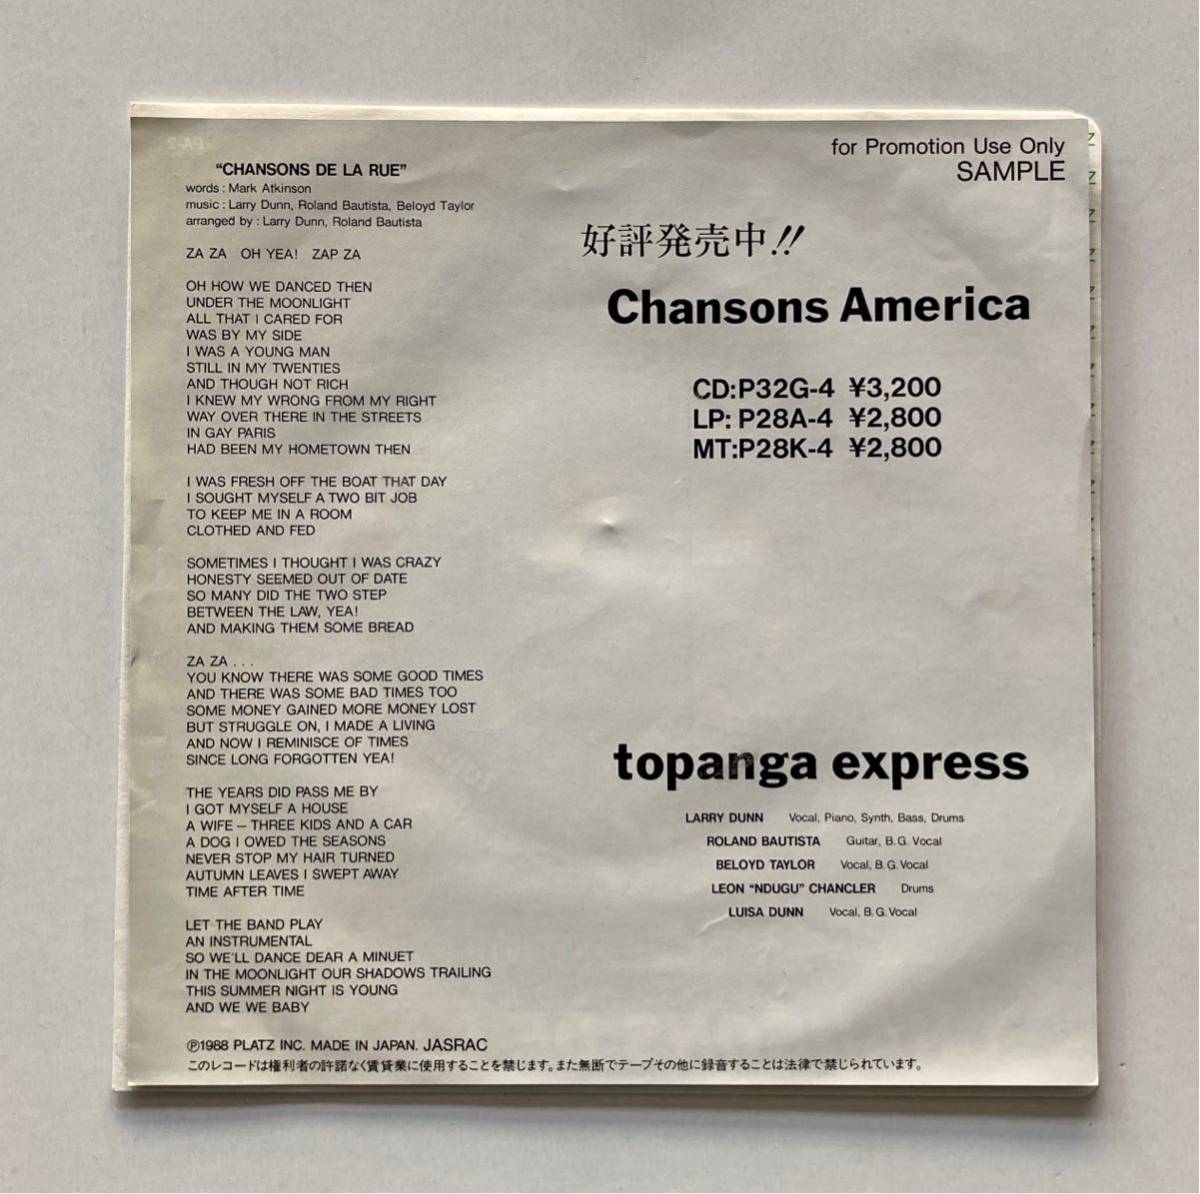 "CHANSONS DE LA RUE"
words : Mark Atkinson
music : Larry Dunn, Roland Bautista, Beloyd Taylor
arranged by : Larry Dunn, Roland Bautista
ZA ZA OH YEA! ZAP ZA
OH HOW WE DANCED THEN
UNDER THE MOONLIGHT
ALL THAT I CARED FOR
WAS BY MY SIDE
I WAS A YOUNG MAN
STILL IN MY TWENTIES
AND THOUGH NOT RICH
I KNEW MY WRONG FROM MY RIGHT
WAY OVER THERE IN THE STREETS
IN GAY PARIS
HAD BEEN MY HOMETOWN THEN
I WAS FRESH OFF THE BOAT THAT DAY
I SOUGHT MYSELF A TWO BIT JOB
TO KEEP ME IN A ROOM
CLOTHED AND FED
SOMETIMES I THOUGHT I WAS CRAZY
HONESTY SEEMED OUT OF DATE
SO MANY DID THE TWO STEP
BETWEEN THE LAW, YEA!
AND MAKING THEM SOME BREAD
ZA ZA . . .
YOU KNOW THERE WAS SOME GOOD TIMES
AND THERE WAS SOME BAD TIMES TOO
SOME MONEY GAINED MORE MONEY LOST
BUT STRUGGLE ON, I MADE A LIVING
AND NOW I REMINISCE OF TIMES
SINCE LONG FORGOTTEN YEA!
THE YEARS DID PASS ME BY
I GOT MYSELF A HOUSE
A WIFE – THREE KIDS AND A CAR
A DOG I OWED THE SEASONS
NEVER STOP MY HAIR TURNED
AUTUMN LEAVES I SWEPT AWAY
TIME AFTER TIME
LET THE BAND PLAY
AN INSTRUMENTAL
SO WE'LL DANCE DEAR A MINUET
IN THE MOONLIGHT OUR SHADOWS TRAILING
THIS SUMMER NIGHT IS YOUNG
AND WE WE BABY
for Promotion Use Only
SAMPLE
好評発売中!!
Chansons America
CD:P32G-4 ¥3,200
LP: P28A-4 ¥2,800
MT:P28K-4 ¥2,800
topanga express
LARRY DUNN Vocal, Piano, Synth, Bass, Drums
ROLAND BAUTISTA Guitar, B.G. Vocal
BELOYD TAYLOR Vocal, B.G. Vocal
LEON "NDUGU" CHANCLER Drums
LUISA DUNN Vocal, B.G. Vocal
℗1988 PLATZ INC. MADE IN JAPAN. JASRAC
このレコードは権利者の許諾なく賃貸業に使用することを禁じます。また無断でテープその他に録音することは法律で禁じられています。